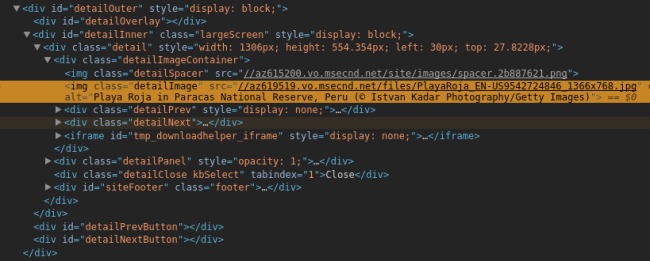 ▼<div id="detailOuter" style="display: block;">
<div id="detailOverlay"></div>
▼<div id="detailInner" class="largeScreen" style="display: block;">
▼<div class="detail" style="width: 1306px; height: 554.354px; left: 30px; top: 27.8228px;">
▼<div class="detailImageContainer">
<img class="detailSpacer" src="//az615200.vo.msecnd.net/site/images/spacer.2b887621.png">
<img class="detailImage" src="//az619519.vo.msecnd.net/files/PlayaRoja_EN-US9542724846_1366x768.jpg"
alt="Playa Roja in Paracas National Reserve, Peru (© Istvan Kadar Photography/Getty Images)"> == $0
▶<div class="detailPrev" style="display: none;">…</div>
▶<div class="detailNext">…</div>
▶<iframe id="tmp_downloadhelper_iframe" style="display: none;">…</iframe>
</div>
▶<div class="detailPanel" style="opacity: 1;">…</div>
<div class="detailClose kbSelect" tabindex="1">Close</div>
▶<div id="siteFooter" class="footer">…</div>
</div>
</div>
<div id="detailPrevButton"></div>
<div id="detailNextButton"></div>
</div>